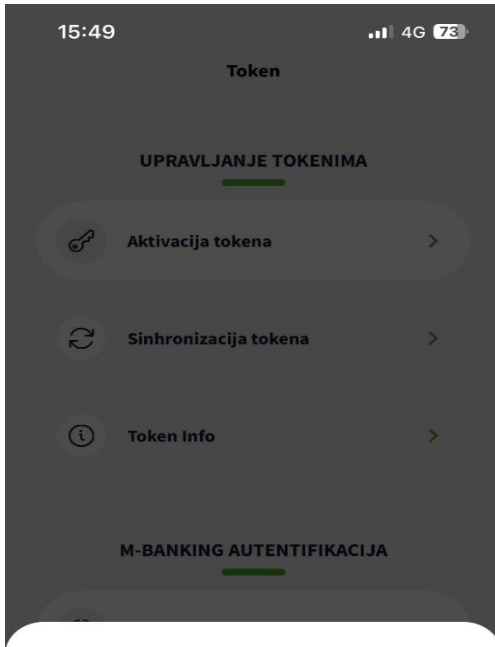 15:49 4G 73
Token
UPRAVLJANJE TOKENIMA
Aktivacija tokena
Sinhronizacija tokena
Token Info
M-BANKING AUTENTIFIKACIJA